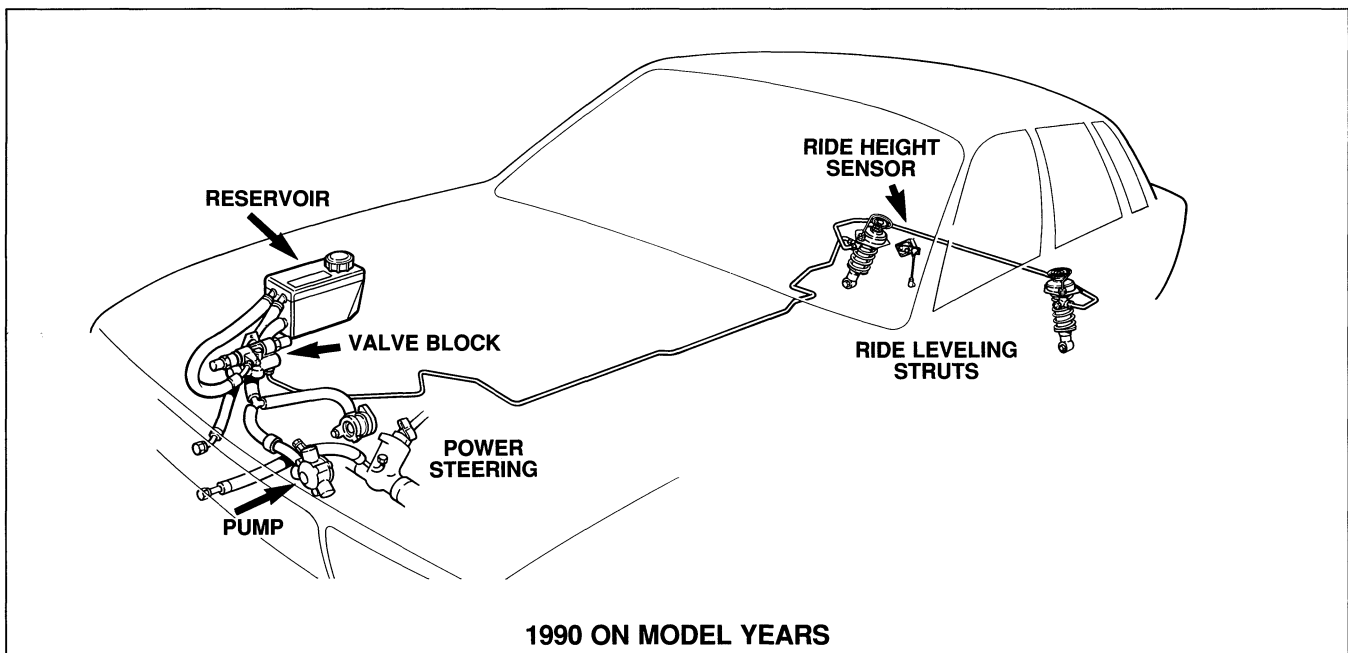 RIDE HEIGHT
SENSOR
RESERVOIR
VALVE BLOCK
RIDE LEVELING
STRUTS
POWER
STEERING
PUMP
1990 ON MODEL YEARS